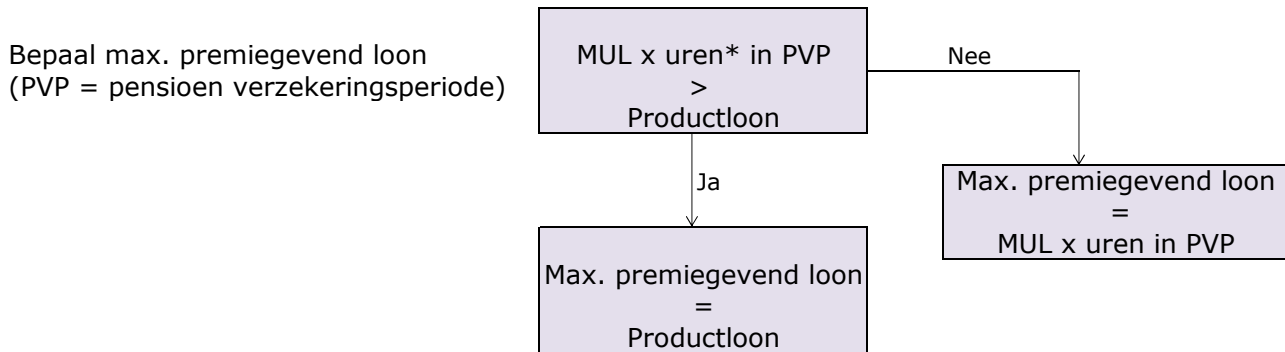 Bepaal max. premiegevend loon
(PVP = pensioen verzekeringsperiode)
MUL x uren* in PVP
>
Productloon
Nee
Ja
Max. premiegevend loon
=
MUL x uren in PVP
Max. premiegevend loon
=
Productloon